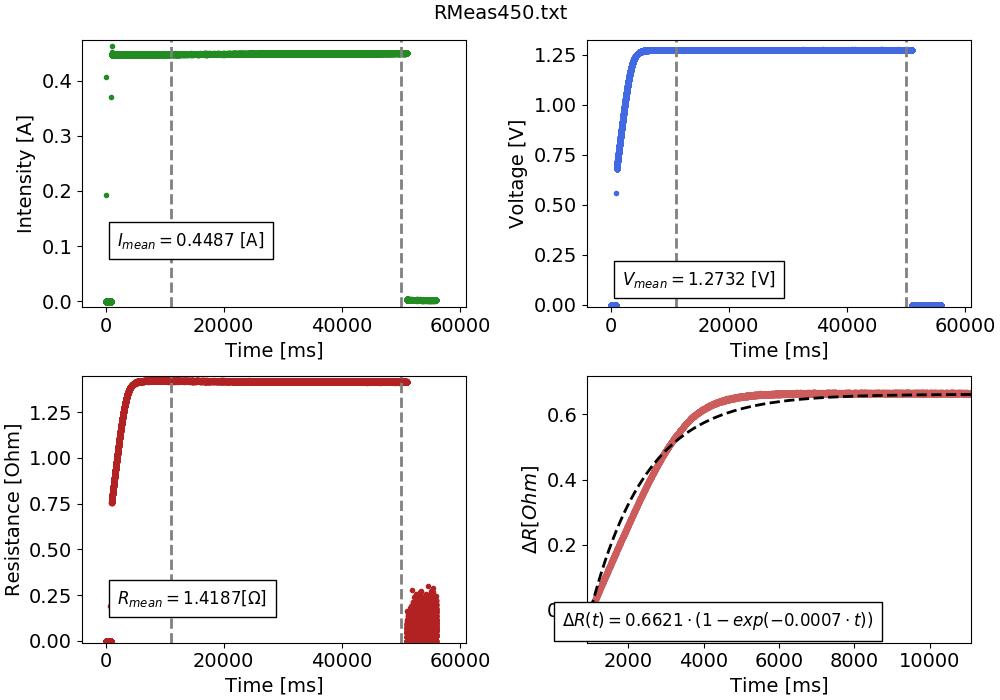 RMeas450.txt
Intensity [A]
0.4
0.3
0.2
0.1
0.0
I_mean = 0.4487 [A]
0 20000 40000 60000
Time [ms]
Voltage [V]
1.25
1.00
0.75
0.50
0.25
0.00
V_mean = 1.2732 [V]
0 20000 40000 60000
Time [ms]
Resistance [Ohm]
1.25
1.00
0.75
0.50
0.25
0.00
R_mean = 1.4187[Ω]
0 20000 40000 60000
Time [ms]
ΔR[Ohm]
0.6
0.4
0.2
ΔR(t) = 0.6621 · (1 − exp(−0.0007 · t))
2000 4000 6000 8000 10000
Time [ms]